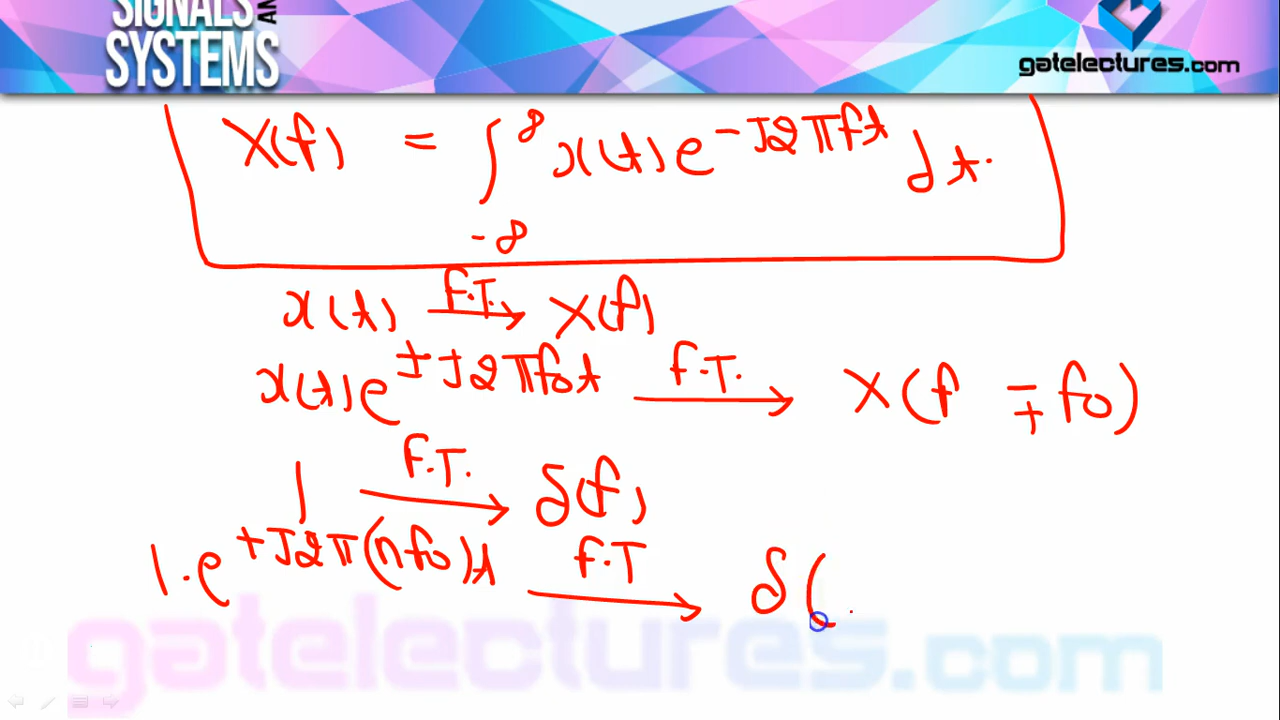 SIGNALS AND
SYSTEMS
gatelectures.com
X(f) = ∫_{-∞}^{∞} x(t) e^{-J2πft} dt.
x(t) F.T. → X(f)
x(t) e^{±J2πf0t} F.T. → X(f ∓ f0)
1 F.T. → δ(f)
1.e^{+J2π(nf0)t} F.T → δ(
gatelectures.com